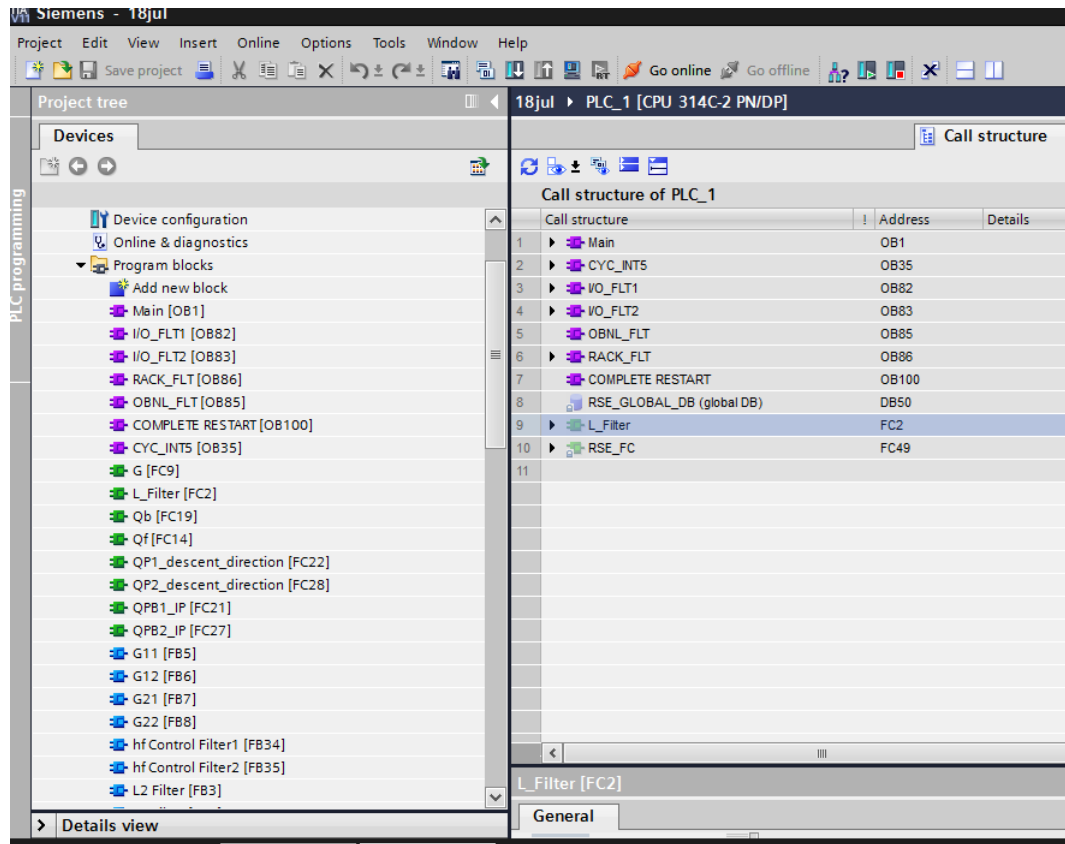 Siemens - 18jul
Project Edit View Insert Online Options Tools Window Help
Save project Go online Go offline
Project tree
18jul PLC_1 [CPU 314C-2 PN/DP]
Devices
Call structure
PLC programming
Call structure of PLC_1
Call structure ! Address Details
Device configuration
Online & diagnostics
Program blocks
Add new block
Main [OB1]
I/O_FLT1 [OB82]
I/O_FLT2 [OB83]
RACK_FLT [OB86]
OBNL_FLT [OB85]
COMPLETE RESTART [OB100]
CYC_INT5 [OB35]
G [FC9]
L_Filter [FC2]
Qb [FC19]
Qf [FC14]
QP1_descent_direction [FC22]
QP2_descent_direction [FC28]
QPB1_IP [FC21]
QPB2_IP [FC27]
G11 [FB5]
G12 [FB6]
G21 [FB7]
G22 [FB8]
hf Control Filter1 [FB34]
hf Control Filter2 [FB35]
L2 Filter [FB3]
Details view
1 Main OB1
2 CYC_INT5 OB35
3 I/O_FLT1 OB82
4 I/O_FLT2 OB83
5 OBNL_FLT OB85
6 RACK_FLT OB86
7 COMPLETE RESTART OB100
8 RSE_GLOBAL_DB (global DB) DB50
9 L_Filter FC2
10 RSE_FC FC49
11
L_Filter [FC2]
General